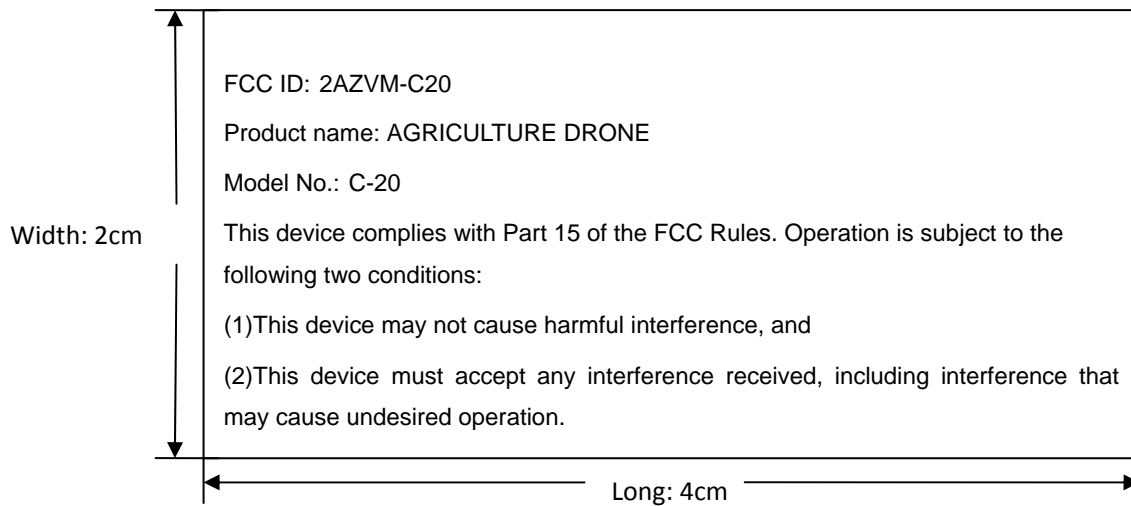 FCC ID: 2AZVM-C20
Product name: AGRICULTURE DRONE
Model No.: C-20
Width: 2cm
This device complies with Part 15 of the FCC Rules. Operation is subject to the
following two conditions:
(1)This device may not cause harmful interference, and
(2)This device must accept any interference received, including interference that
may cause undesired operation.
Long: 4cm